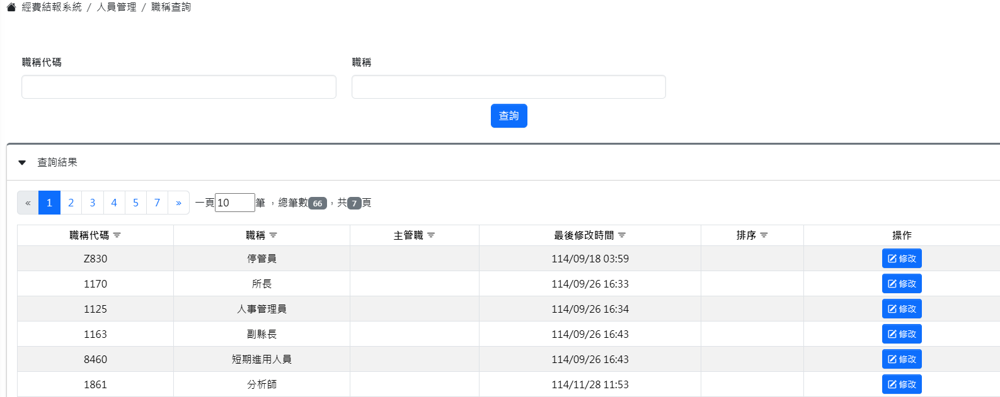 經費結報系統 / 人員管理 / 職稱查詢
職稱代碼 職稱
查詢
查詢結果
« 1 2 3 4 5 7 » 一頁10筆，總筆數66，共7頁
職稱代碼 職稱 主管職 最後修改時間 排序 操作
Z830 停管員 114/09/18 03:59 修改
1170 所長 114/09/26 16:33 修改
1125 人事管理員 114/09/26 16:34 修改
1163 副縣長 114/09/26 16:43 修改
8460 短期進用人員 114/09/26 16:43 修改
1861 分析師 114/11/28 11:53 修改